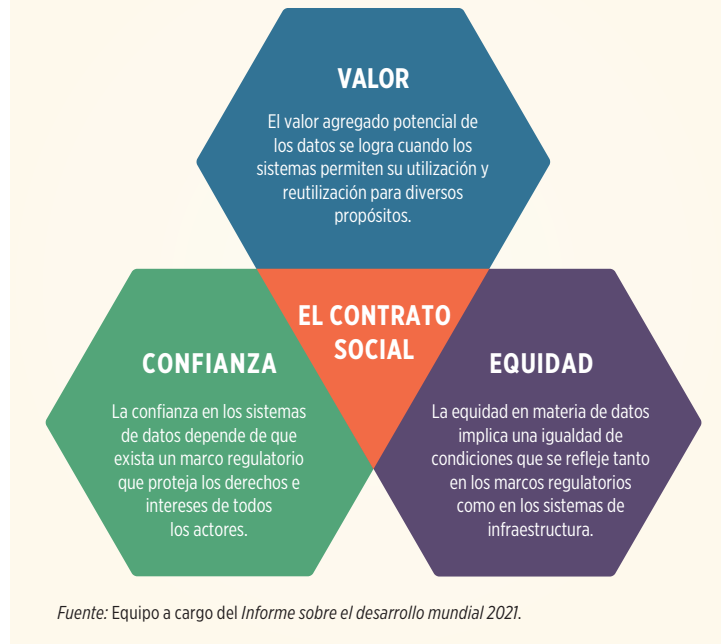 VALOR
El valor agregado potencial de
los datos se logra cuando los
sistemas permiten su utilización y
reutilización para diversos
propósitos.
EL CONTRATO
SOCIAL
CONFIANZA
La confianza en los sistemas
de datos depende de que
exista un marco regulatorio
que proteja los derechos e
intereses de todos
los actores.
EQUIDAD
La equidad en materia de datos
implica una igualdad de
condiciones que se refleje tanto
en los marcos regulatorios
como en los sistemas de
infraestructura.
Fuente: Equipo a cargo del Informe sobre el desarrollo mundial 2021.